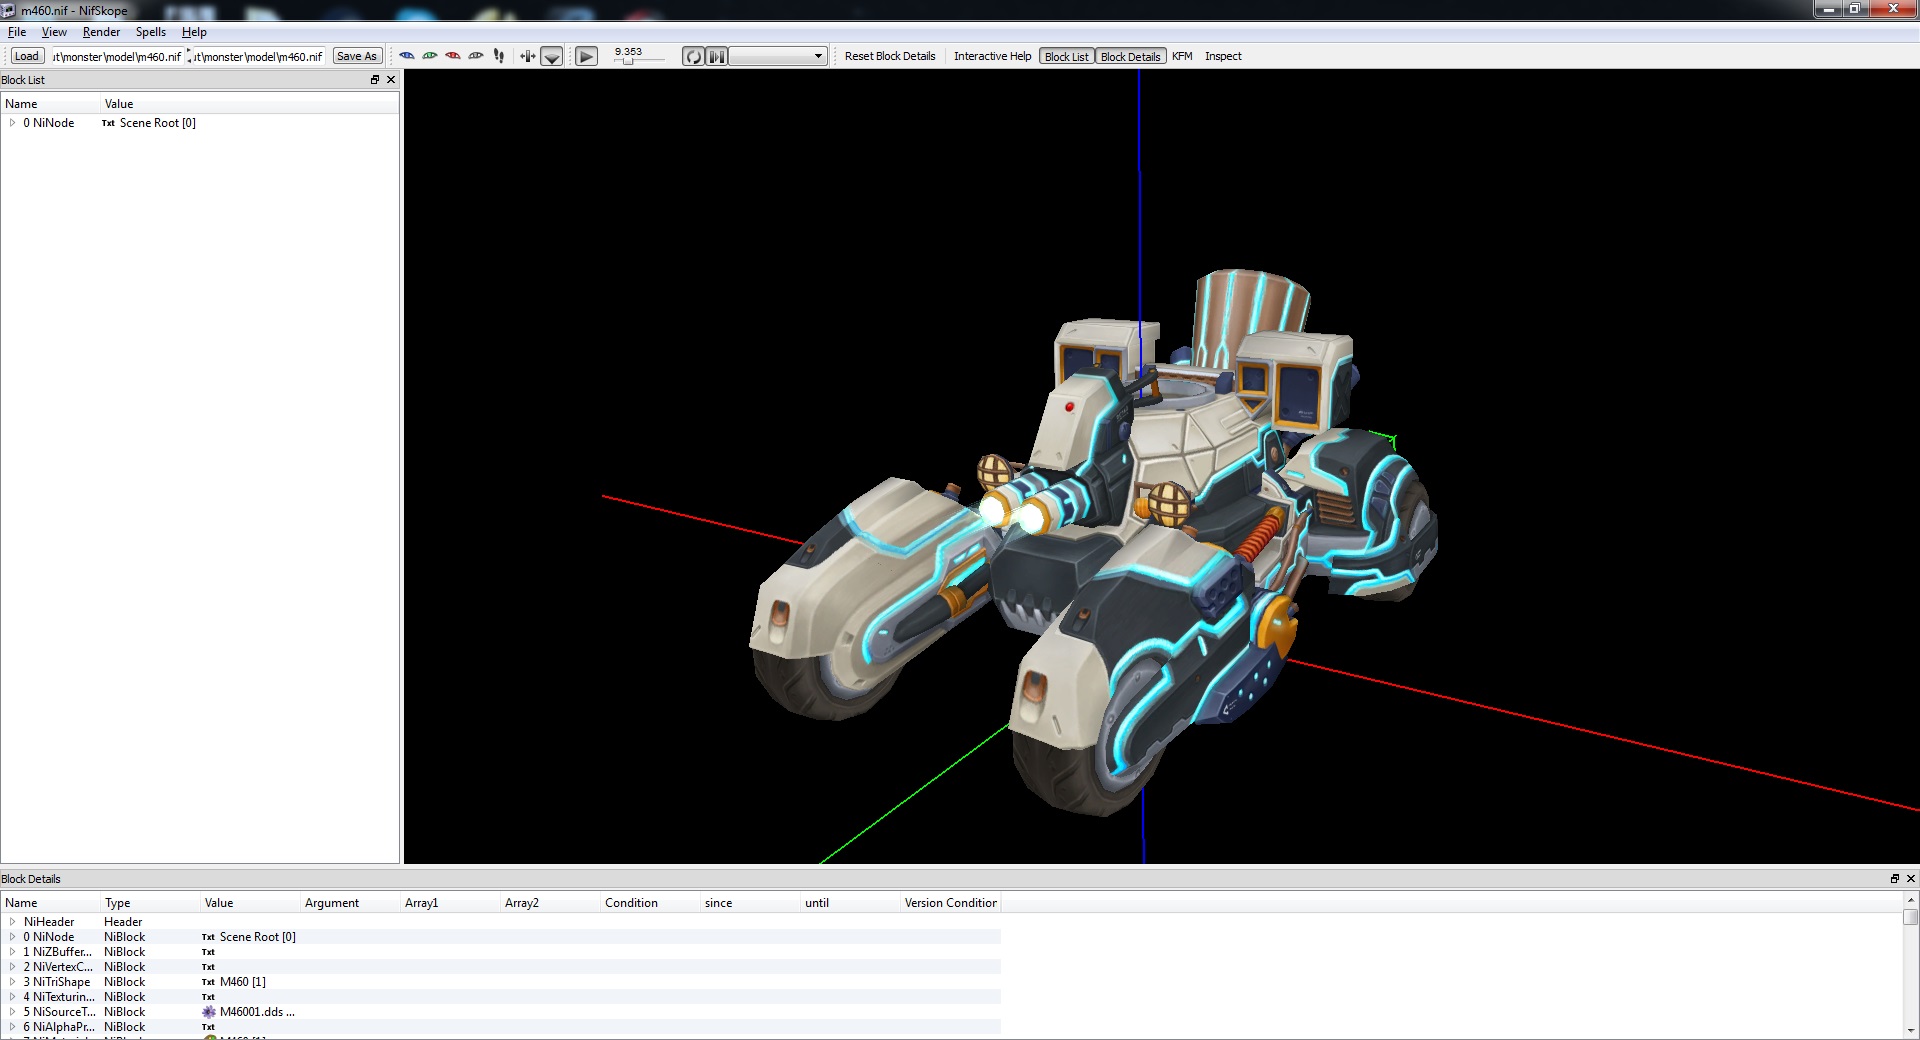 m460.nif - NifSkope
File View Render Spells Help
Load ut\monster\model\m460.nif ut\monster\model\m460.nif Save As 9.353 Reset Block Details Interactive Help Block List Block Details KFM Inspect
Block List
Name Value
0 NiNode Txt Scene Root [0]
Block Details
Name Type Value Argument Array1 Array2 Condition since until Version Condition
NiHeader Header
0 NiNode NiBlock Txt Scene Root [0]
1 NiZBuffer... NiBlock Txt
2 NiVertexC... NiBlock Txt
3 NiTriShape NiBlock Txt M460 [1]
4 NiTexturin... NiBlock Txt
5 NiSourceT... NiBlock M46001.dds ...
6 NiAlphaPr... NiBlock Txt